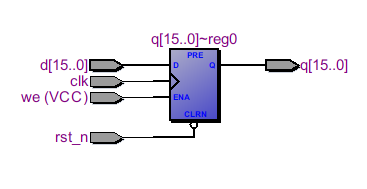 q[15..0]~reg0
PRE
d[15..0]
D
Q
q[15..0]
clk
we (VCC)
ENA
CLRN
rst_n